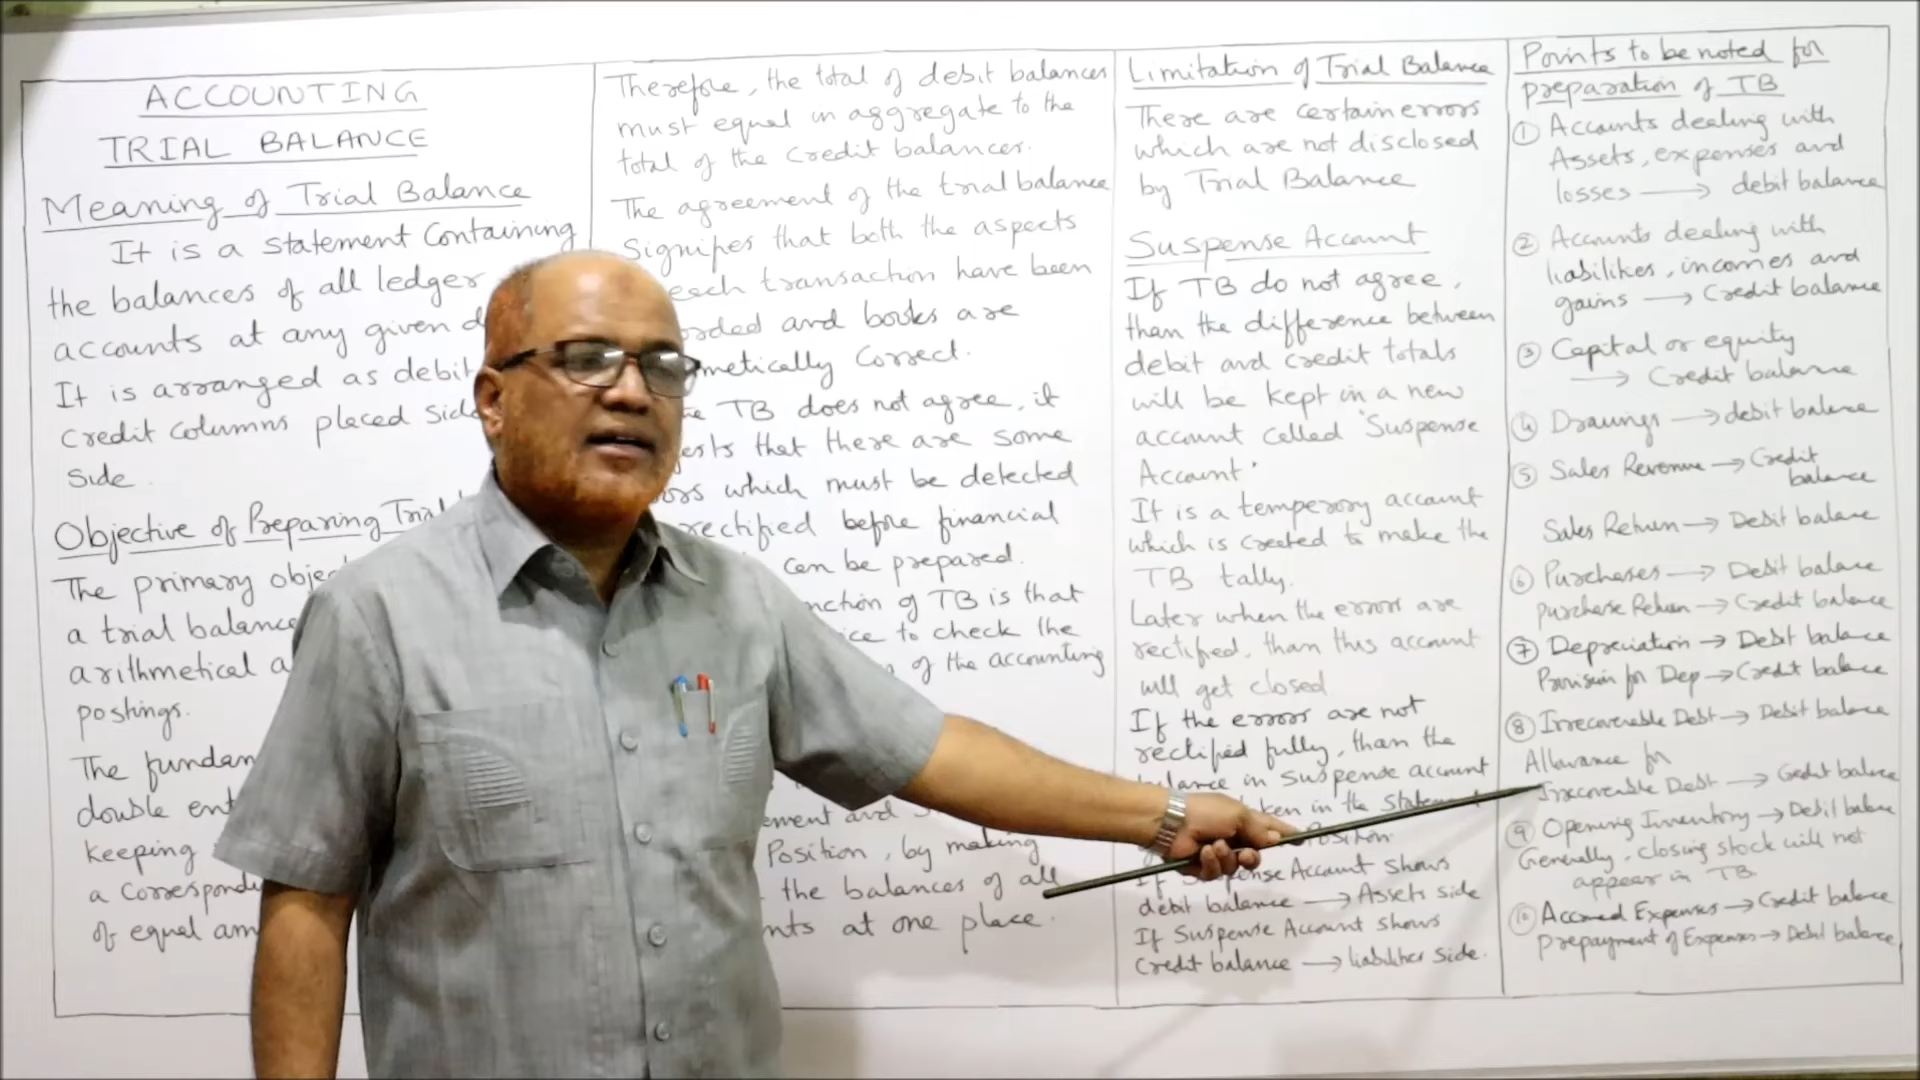 ACCOUNTING
TRIAL BALANCE
Meaning of Trial Balance
It is a statement Containing
the balances of all ledger
accounts at any given
It is arranged as debit
Credit columns placed side
side.
Objective of Preparing Trial
The primary
a trial balance
arithmetical
postings.
The
double
keeping
a
of equal
Therefore, the total of debit balances
must equal in aggregate to the
total of the credit balances.
The agreement of the trial balance
Signifies that both the aspects
each transaction have been
and books are
Correct.
TB does not agree, it
that there are some
which must be detected
rectified before financial
can be prepared.
of TB is that
to check the
of the accounting
and
Position, by making
the balances of all
at one place.
Limitation of Trial Balance
There are certain errors
which are not disclosed
by Trial Balance
Suspense Account
If TB do not agree,
than the difference between
debit and credit totals
will be kept in a new
account called 'Suspense
Account'
It is a temperory account
which is created to make the
TB tally.
Later when the errors are
rectified, than this account
will get closed
If the errors are not
rectified fully, than the
balance in suspense account
in the
Position
If Suspense Account shows
debit balance → Assets side
If Suspense Account shows
Credit balance → liabilities side.
Points to be noted for
preparation of TB
① Accounts dealing with
Assets, expenses and
losses → debit balance
② Accounts dealing with
liabilities, incomes and
gains → Credit balance
③ Capital or equity
→ Credit balance
④ Drawings → debit balance
⑤ Sales Revenue → Credit
balance
Sales Return → Debit balance
⑥ Purchases → Debit balance
purchase Return → Credit balance
⑦ Depreciation → Debit balance
Provision for Dep → Credit balance
⑧ Irrecoverable Debt → Debit balance
Allowance for
Irrecoverable Debt → Credit balance
⑨ Opening Inventory → Debit balance
Generally, closing stock will not
appear in TB
⑩ Accrued Expenses → Credit balance
prepayment of Expenses → Debit balance